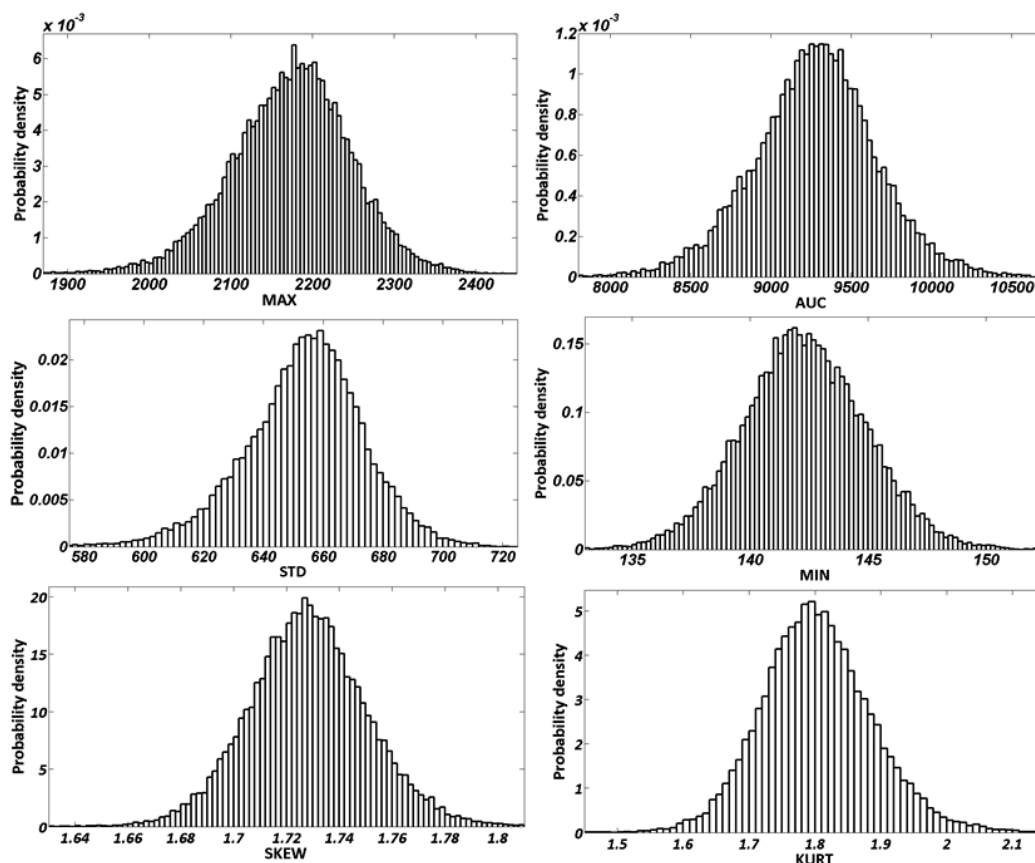 x 10⁻³
6
5
4
3
2
1
0
Probability density
1900 2000 2100 2200 2300 2400
MAX
x 10⁻³
1.2
1
0.8
0.6
0.4
0.2
0
Probability density
8000 8500 9000 9500 10000 10500
AUC
0.02
0.015
0.01
0.005
0
Probability density
580 600 620 640 660 680 700 720
STD
0.15
0.1
0.05
0
Probability density
135 140 145 150
MIN
20
15
10
5
0
Probability density
1.64 1.66 1.68 1.7 1.72 1.74 1.76 1.78 1.8
SKEW
5
4
3
2
1
0
Probability density
1.5 1.6 1.7 1.8 1.9 2 2.1
KURT